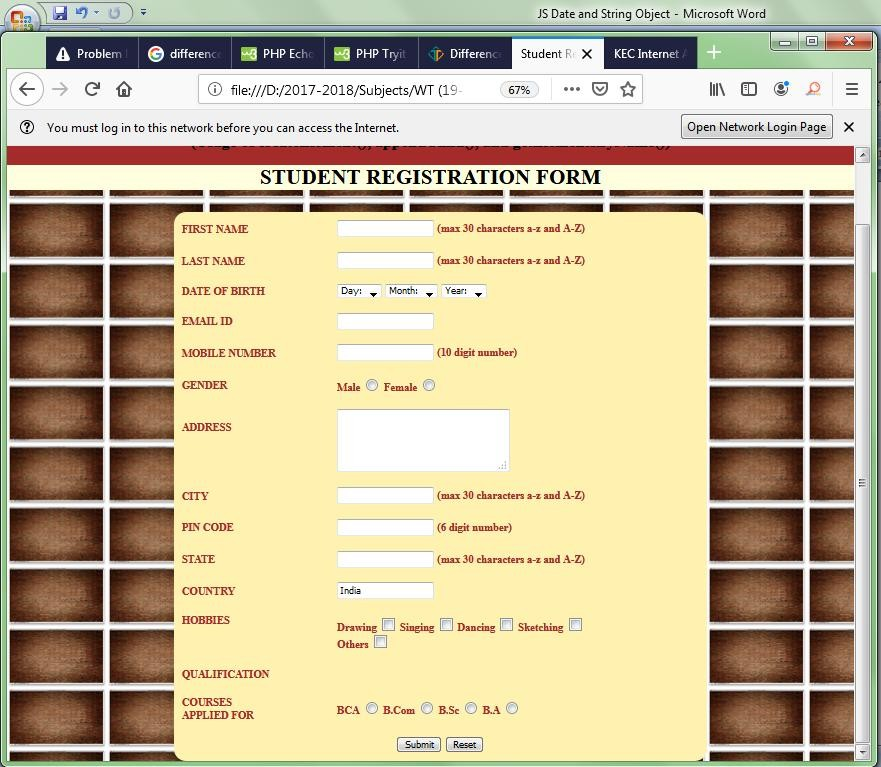 JS Date and String Object - Microsoft Word
Problem
difference
PHP Echo
PHP Tryit
Difference
Student Re
KEC Internet A
file:///D:/2017-2018/Subjects/WT (19-
67%
You must log in to this network before you can access the Internet.
Open Network Login Page
STUDENT REGISTRATION FORM
FIRST NAME (max 30 characters a-z and A-Z)
LAST NAME (max 30 characters a-z and A-Z)
DATE OF BIRTH Day: Month: Year:
EMAIL ID
MOBILE NUMBER (10 digit number)
GENDER Male Female
ADDRESS
CITY (max 30 characters a-z and A-Z)
PIN CODE (6 digit number)
STATE (max 30 characters a-z and A-Z)
COUNTRY India
HOBBIES
Drawing Singing Dancing Sketching
Others
QUALIFICATION
COURSES
APPLIED FOR
BCA B.Com B.Sc B.A
Submit Reset